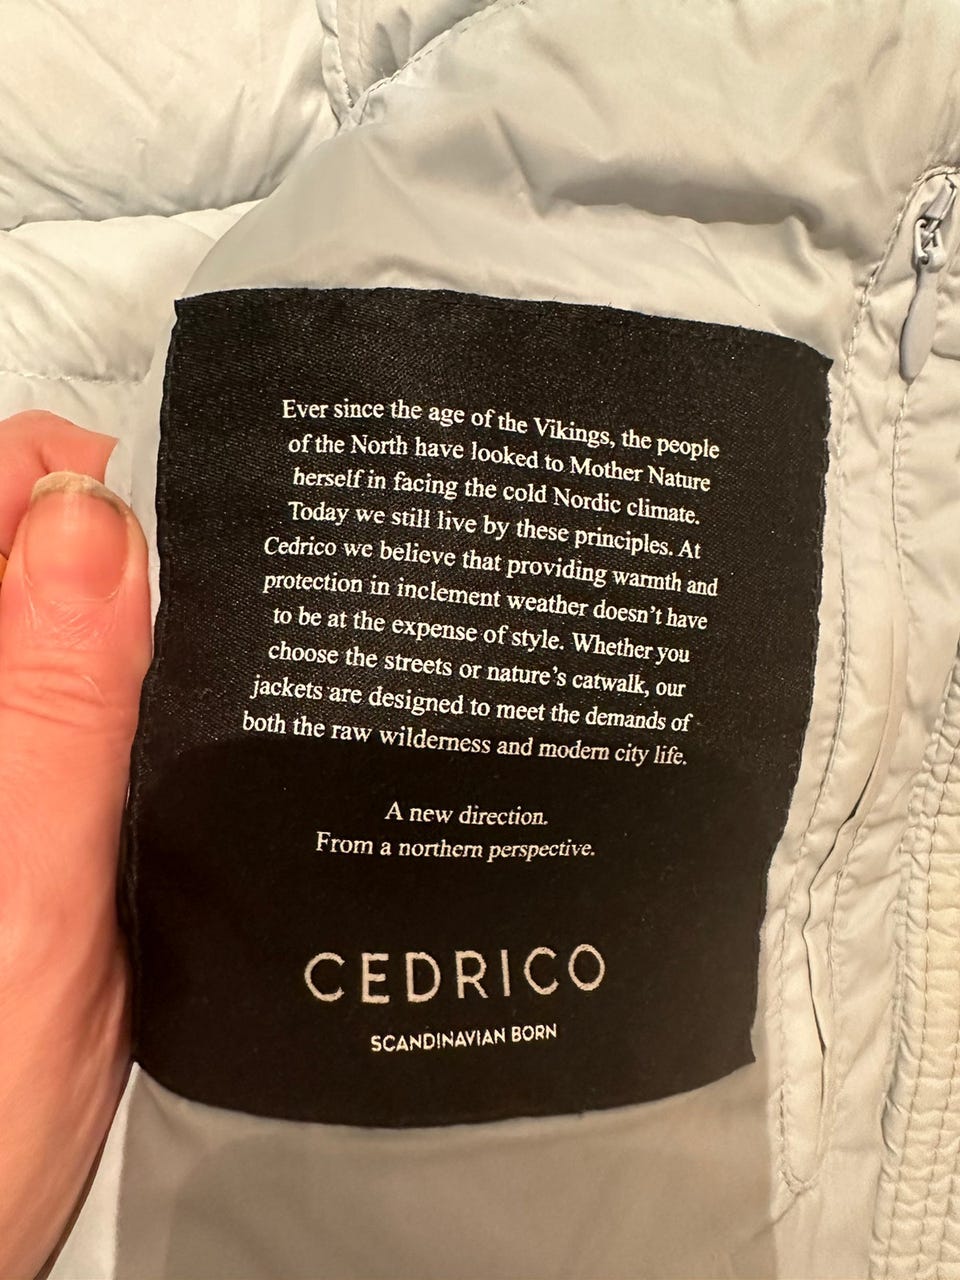 Ever since the age of the Vikings, the people
of the North have looked to Mother Nature
herself in facing the cold Nordic climate.
Today we still live by these principles. At
Cedrico we believe that providing warmth and
protection in inclement weather doesn't have
to be at the expense of style. Whether you
choose the streets or nature's catwalk, our
jackets are designed to meet the demands of
both the raw wilderness and modern city life.
A new direction.
From a northern perspective.
CEDRICO
SCANDINAVIAN BORN